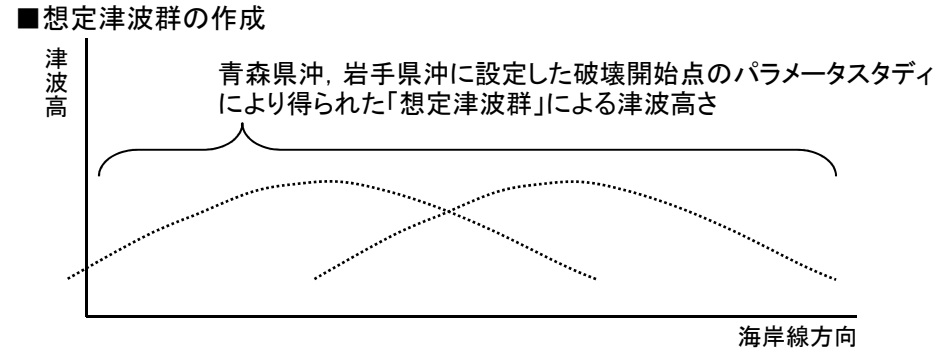 ■想定津波群の作成
津波高
青森県沖，岩手県沖に設定した破壊開始点のパラメータスタディ
により得られた「想定津波群」による津波高さ
海岸線方向